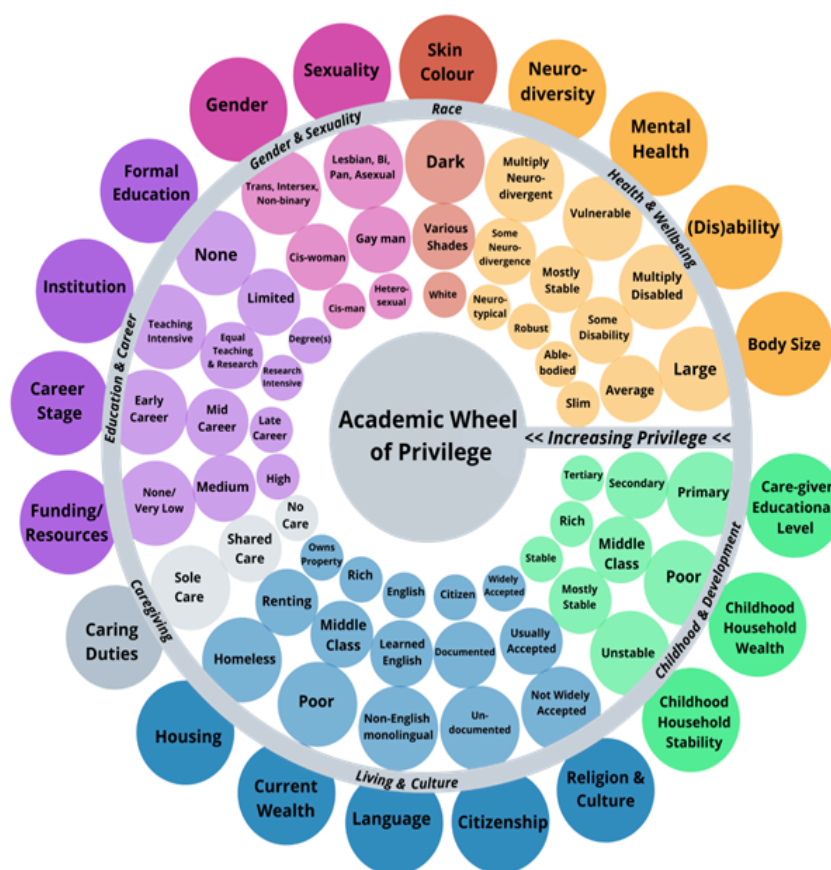 Academic Wheel
of Privilege
<< Increasing Privilege <<
Race
Skin
Colour
Dark
Various
Shades
White
Health & Wellbeing
Neuro-
diversity
Multiply
Neuro-
divergent
Some
Neuro-
divergence
Neuro-
typical
Mental
Health
Vulnerable
Mostly
Stable
Robust
(Dis)ability
Multiply
Disabled
Some
Disability
Able-
bodied
Body Size
Large
Average
Slim
Childhood & Development
Care-giver
Educational
Level
Primary
Secondary
Tertiary
Childhood
Household
Wealth
Poor
Middle
Class
Rich
Childhood
Household
Stability
Unstable
Mostly
Stable
Stable
Living & Culture
Religion &
Culture
Not Widely
Accepted
Usually
Accepted
Widely
Accepted
Citizenship
Un-
documented
Documented
Citizen
Language
Non-English
monolingual
Learned
English
English
Current
Wealth
Poor
Middle
Class
Rich
Housing
Homeless
Renting
Owns
Property
Caregiving
Caring
Duties
Sole
Care
Shared
Care
No
Care
Education & Career
Funding/
Resources
None/
Very Low
Medium
High
Career
Stage
Early
Career
Mid
Career
Late
Career
Institution
Teaching
Intensive
Equal
Teaching
& Research
Research
Intensive
Formal
Education
None
Limited
Degree(s)
Gender & Sexuality
Gender
Trans, Intersex,
Non-binary
Cis-woman
Cis-man
Sexuality
Lesbian, Bi,
Pan, Asexual
Gay man
Hetero-
sexual